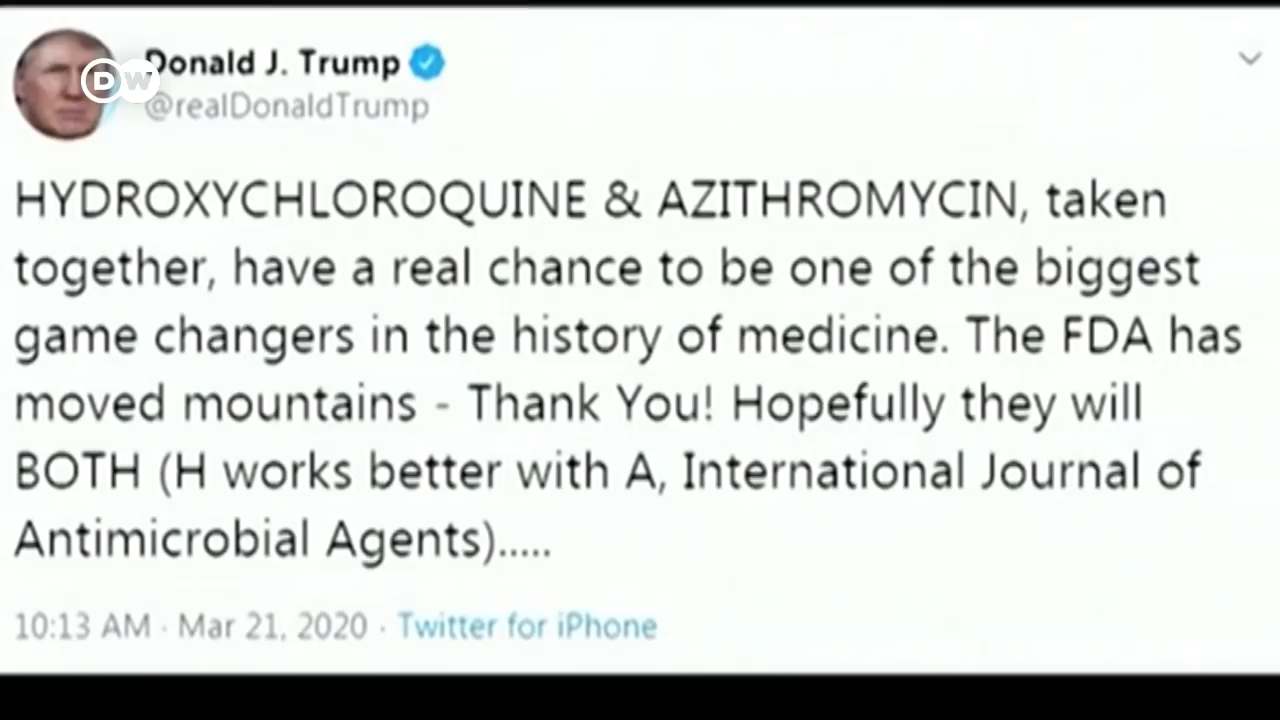 DW
Donald J. Trump
@realDonaldTrump
HYDROXYCHLOROQUINE & AZITHROMYCIN, taken
together, have a real chance to be one of the biggest
game changers in the history of medicine. The FDA has
moved mountains - Thank You! Hopefully they will
BOTH (H works better with A, International Journal of
Antimicrobial Agents).....
10:13 AM · Mar 21, 2020 · Twitter for iPhone